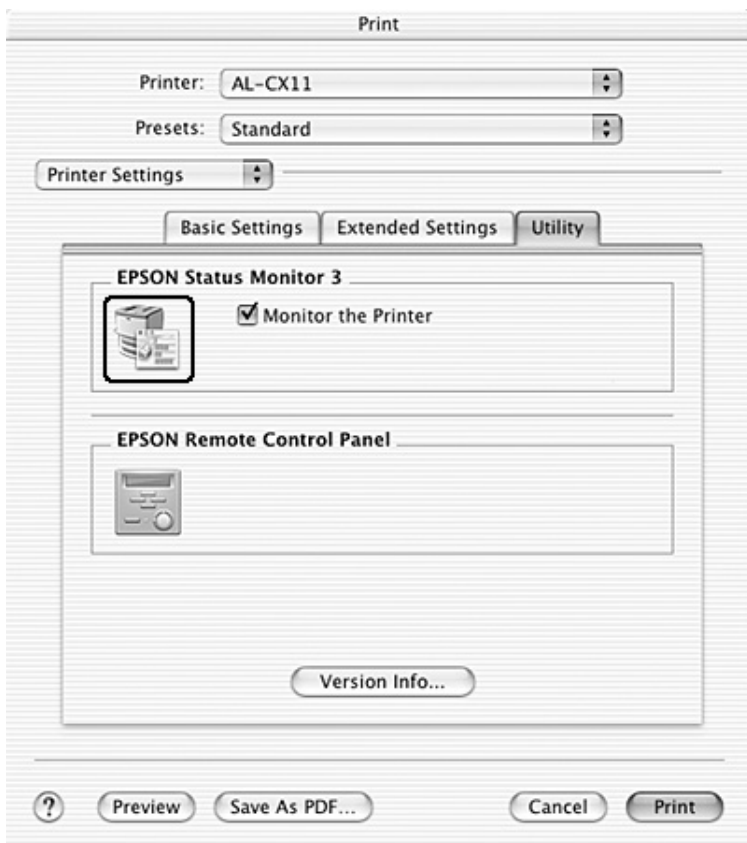 Print
Printer: AL-CX11
Presets: Standard
Printer Settings
Basic Settings Extended Settings Utility
EPSON Status Monitor 3
Monitor the Printer
EPSON Remote Control Panel
Version Info...
? Preview Save As PDF... Cancel Print